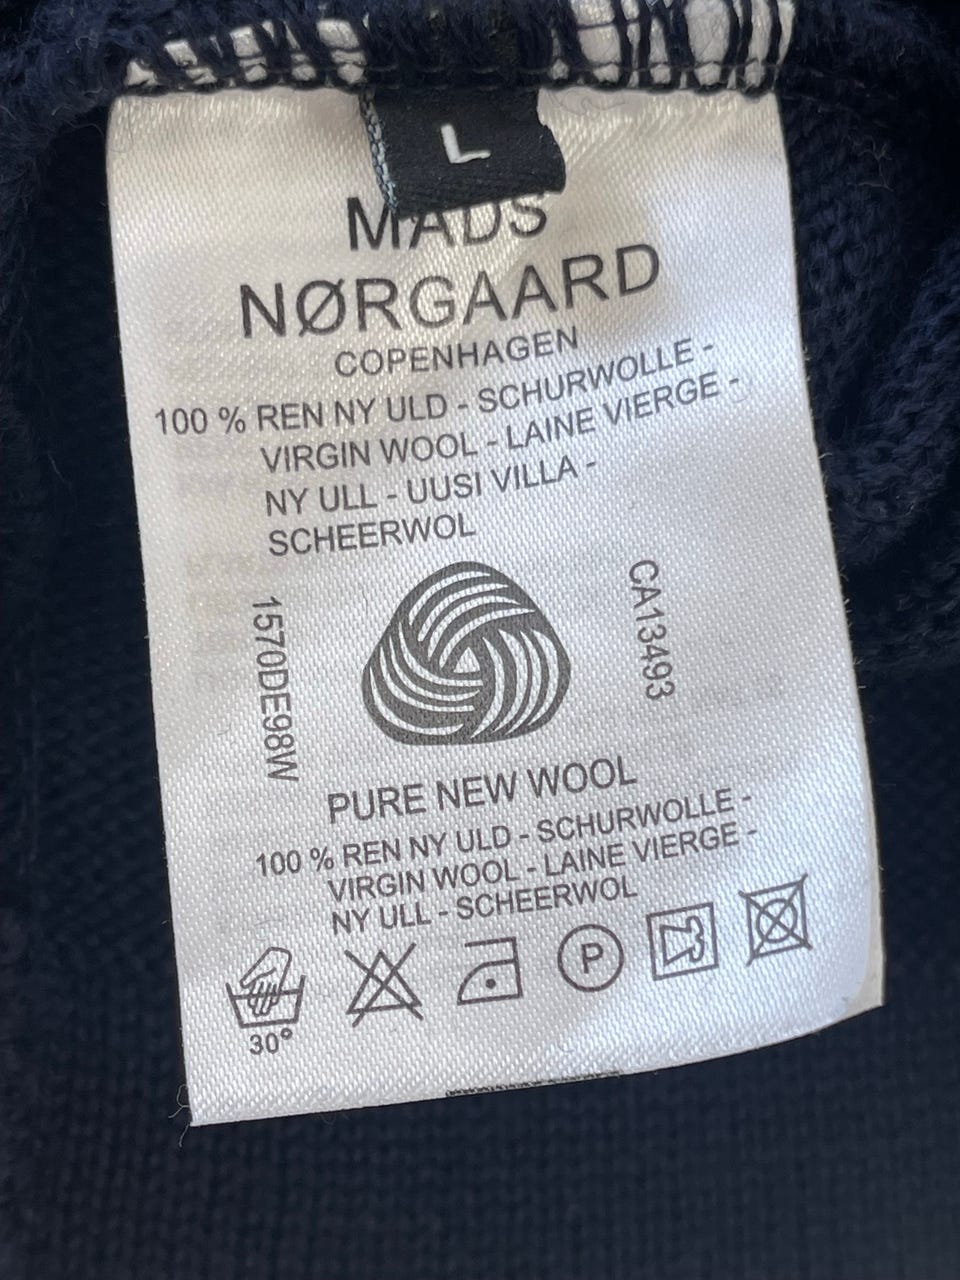 L
MADS
NØRGAARD
COPENHAGEN
100 % REN NY ULD - SCHURWOLLE -
VIRGIN WOOL - LAINE VIERGE -
NY ULL - UUSI VILLA -
SCHEERWOL
1570DE98W
CA13493
PURE NEW WOOL
100 % REN NY ULD - SCHURWOLLE -
VIRGIN WOOL - LAINE VIERGE -
NY ULL - SCHEERWOL
P
30°